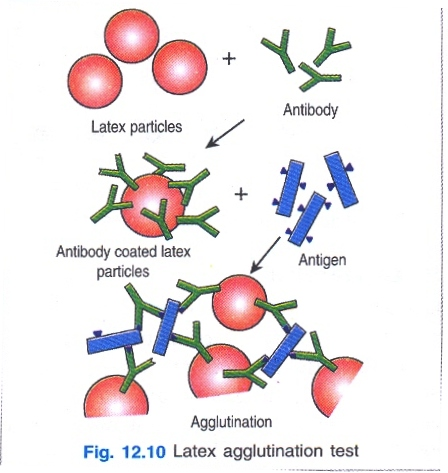 +
Latex particles
Antibody
+
Antibody coated latex
particles
Antigen
Agglutination
Fig. 12.10 Latex agglutination test